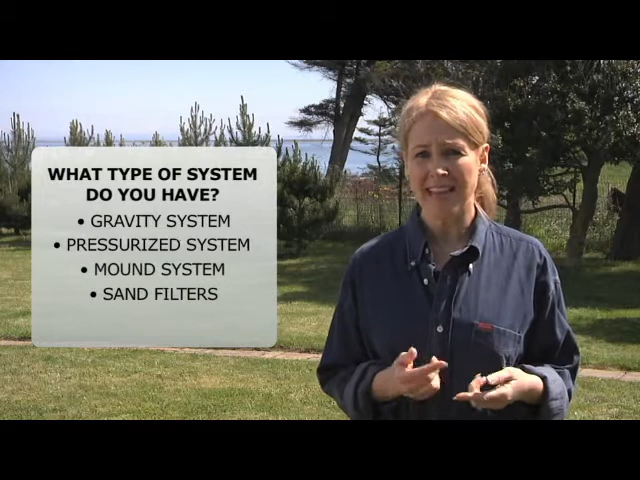 WHAT TYPE OF SYSTEM
DO YOU HAVE?
• GRAVITY SYSTEM
• PRESSURIZED SYSTEM
• MOUND SYSTEM
• SAND FILTERS